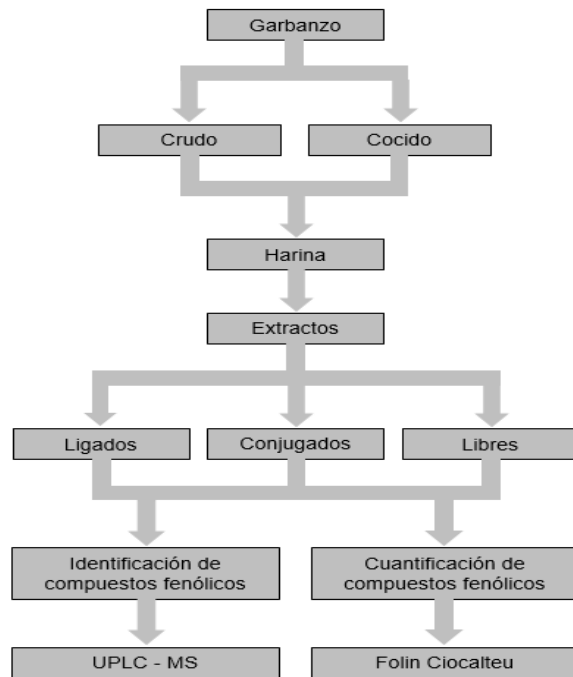 Garbanzo
Crudo
Cocido
Harina
Extractos
Ligados
Conjugados
Libres
Identificación de
compuestos fenólicos
Cuantificación de
compuestos fenólicos
UPLC - MS
Folin Ciocalteu